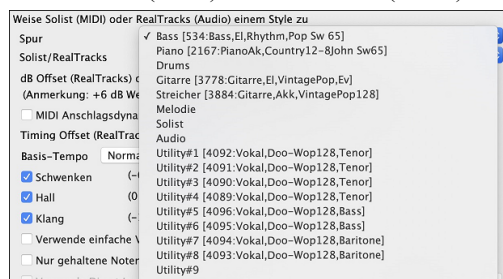 Weise Solist (MIDI) oder RealTracks (Audio) einem Style zu
Spur
✓ Bass [534:Bass,El,Rhythm,Pop Sw 65]
Piano [2167:PianoAk,Country12-8John Sw65]
Solist/RealTracks
Drums
dB Offset (RealTracks)
Gitarre [3778:Gitarre,El,VintagePop,Ev]
(Anmerkung: +6 dB We
Streicher [3884:Gitarre,Akk,VintagePop128]
Melodie
MIDI Anschlagsdyna
Solist
Timing Offset (RealTrac
Audio
Basis-Tempo Norma
Utility#1 [4092:Vokal,Doo-Wop128,Tenor]
Utility#2 [4091:Vokal,Doo-Wop128,Tenor]
Schwenken
Utility#3 [4090:Vokal,Doo-Wop128,Tenor]
Hall (0
Utility#4 [4089:Vokal,Doo-Wop128,Tenor]
Utility#5 [4096:Vokal,Doo-Wop128,Bass]
Klang (-
Utility#6 [4095:Vokal,Doo-Wop128,Bass]
Verwende einfache V
Utility#7 [4094:Vokal,Doo-Wop128,Baritone]
Nur gehaltene Noten
Utility#8 [4093:Vokal,Doo-Wop128,Baritone]
Utility#9